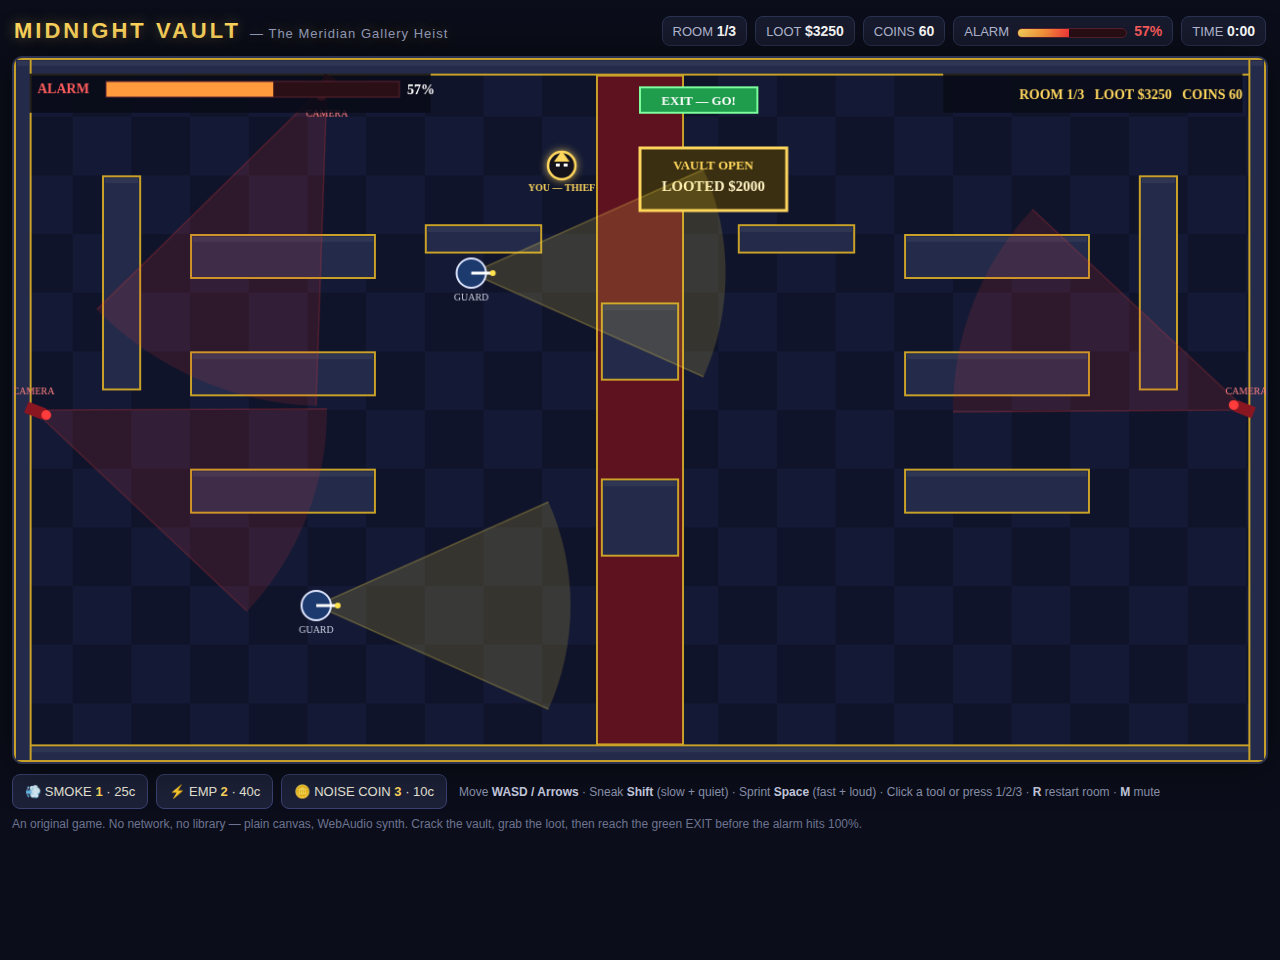 MIDNIGHT VAULT — The Meridian Gallery Heist
ROOM 1/3
LOOT $3250
COINS 60
ALARM 57%
TIME 0:00
ALARM 57%
ROOM 1/3 LOOT $3250 COINS 60
CAMERA
EXIT — GO!
VAULT OPEN
LOOTED $2000
YOU — THIEF
GUARD
CAMERA
CAMERA
GUARD
💨 SMOKE 1 · 25c
⚡ EMP 2 · 40c
🪙 NOISE COIN 3 · 10c
Move WASD / Arrows · Sneak Shift (slow + quiet) · Sprint Space (fast + loud) · Click a tool or press 1/2/3 · R restart room · M mute
An original game. No network, no library — plain canvas, WebAudio synth. Crack the vault, grab the loot, then reach the green EXIT before the alarm hits 100%.